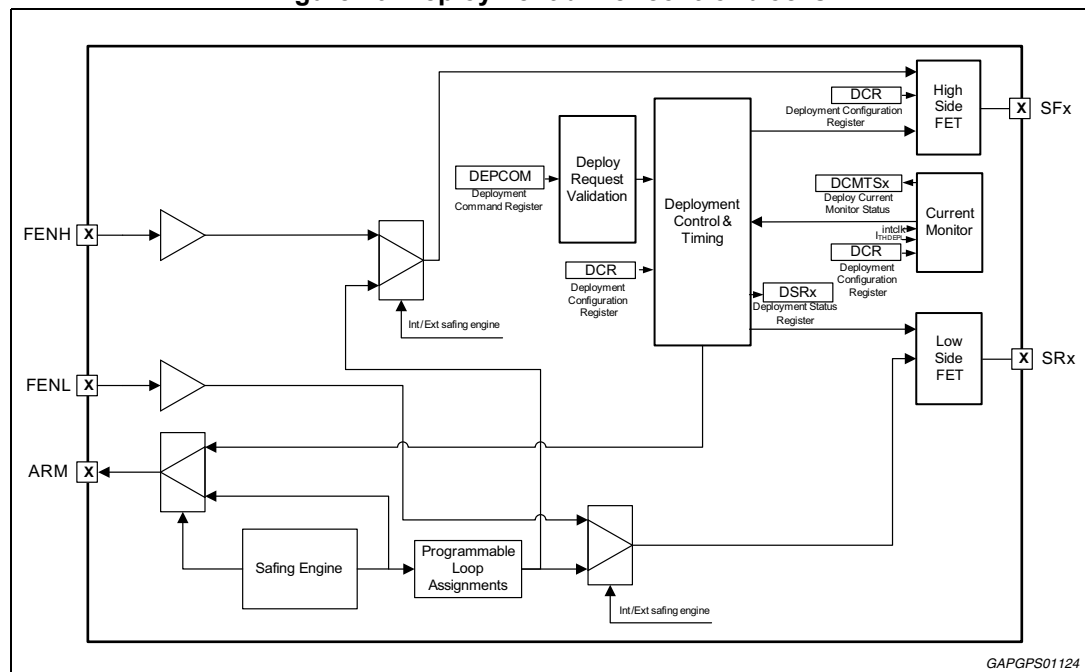 DCR
Deployment Configuration
Register
High
Side
FET
X
SFx
DEPCOM
Deployment
Command Register
Deploy
Request
Validation
Deployment
Control &
Timing
DCMTSx
Deploy Current
Monitor Status
Current
Monitor
intclk
ITHDEPL
DCR
Deployment
Configuration
Register
FENH
X
DCR
Deployment
Configuration
Register
DSRx
Deployment Status
Register
Int/Ext safing engine
Low
Side
FET
X
SRx
FENL
X
ARM
X
Safing Engine
Programmable
Loop
Assignments
Int/Ext safing engine
GAPGPS01124